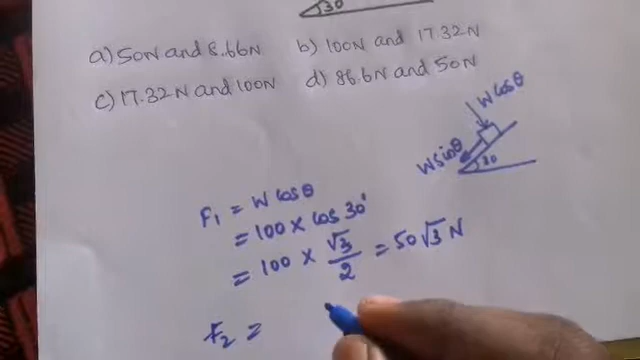 30
a) 50N and 8.66N b) 100N and 17.32N
c) 17.32N and 100N d) 86.6N and 50N
W cosθ
W sinθ
30
F₁ = W cosθ
= 100 × cos 30°
= 100 × √3/2 = 50√3 N
F₂ =